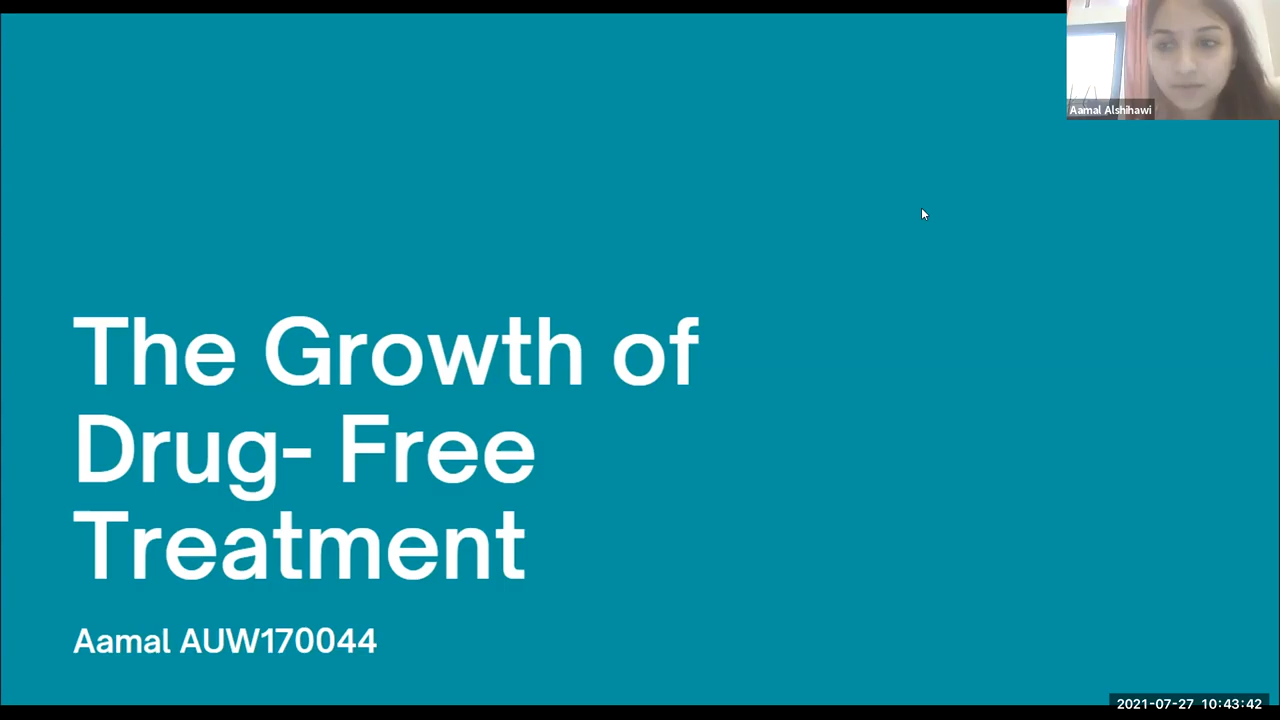 Aamal Alshihawi
The Growth of
Drug- Free
Treatment
Aamal AUW170044
2021-07-27 10:43:42